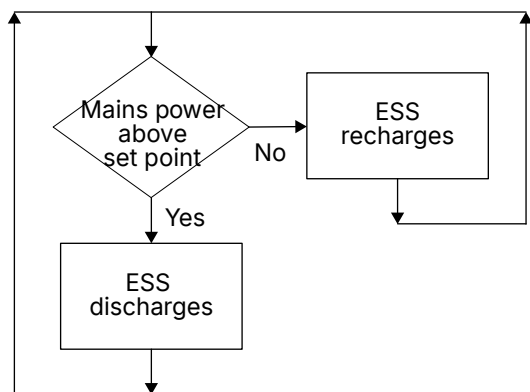 Mains power
above
set point
No
ESS
recharges
Yes
ESS
discharges